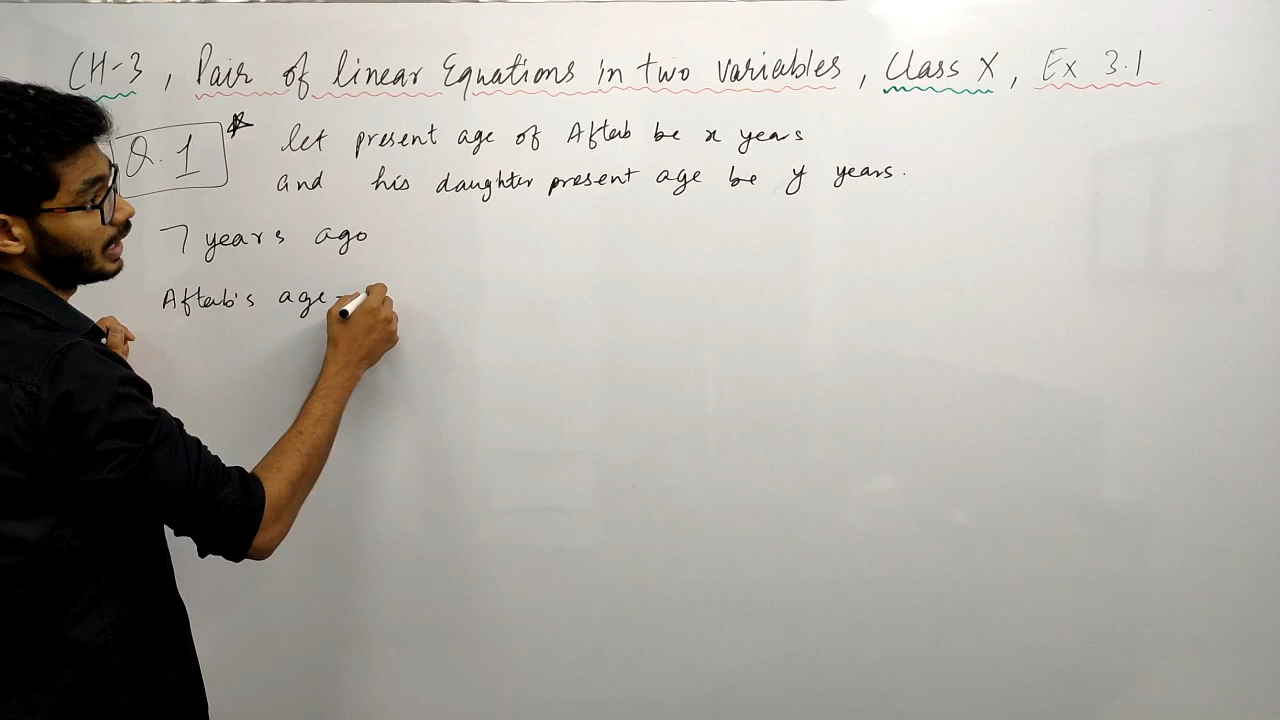 CH-3, Pair of linear Equations in two variables, Class X, Ex 3.1
Q.1
let present age of Aftab be x years
and his daughter present age be y years.
7 years ago
Aftab's age